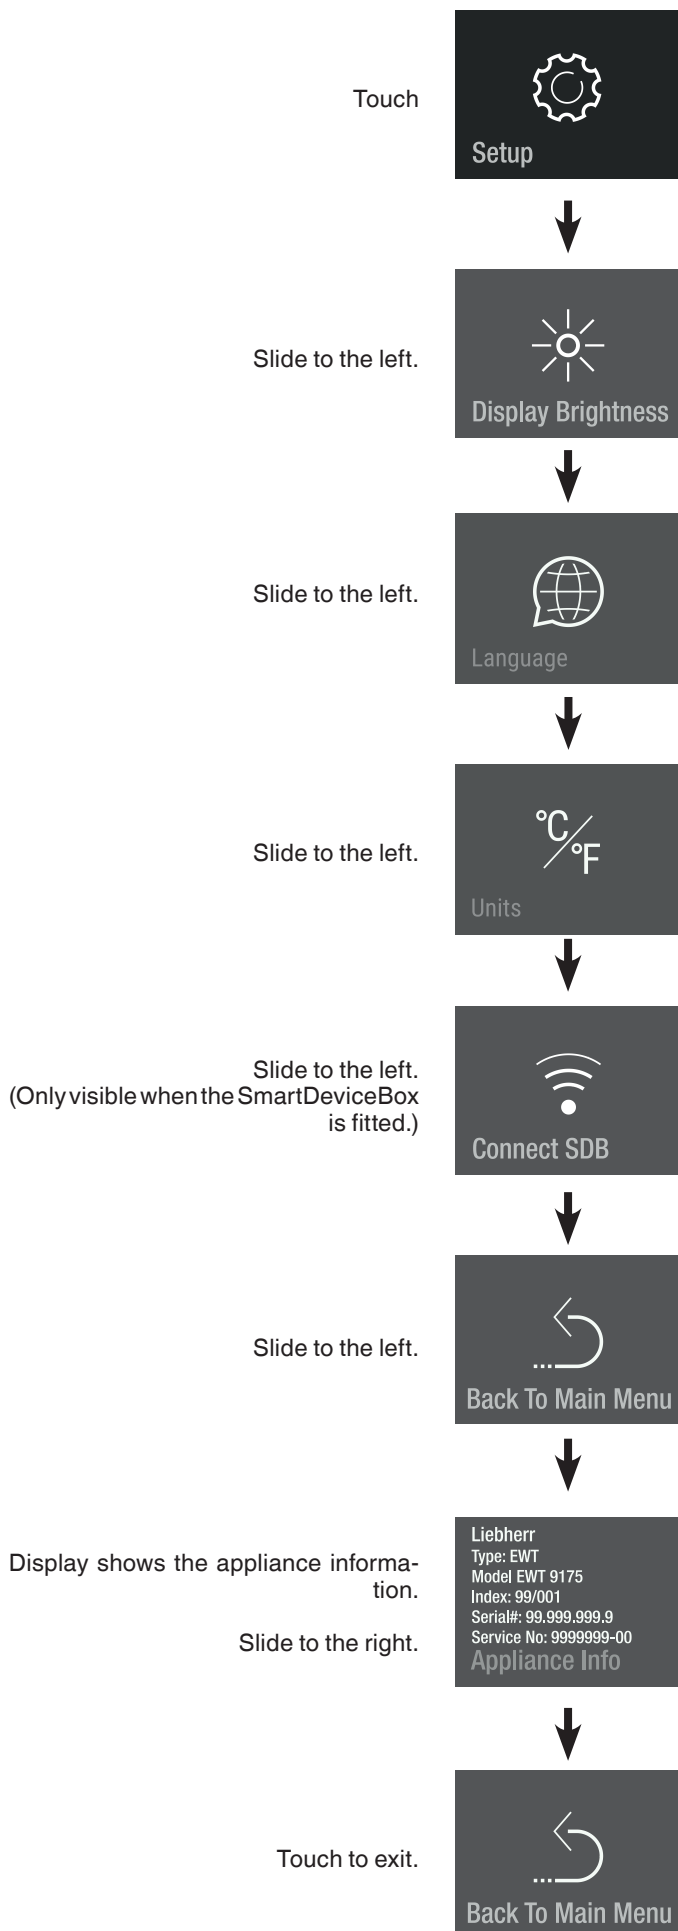 Touch
Setup
Slide to the left.
Display Brightness
Slide to the left.
Language
Slide to the left.
°C/°F
Units
Slide to the left.
(Only visible when the SmartDeviceBox
is fitted.)
Connect SDB
Slide to the left.
Back To Main Menu
Display shows the appliance informa-
tion.
Slide to the right.
Liebherr
Type: EWT
Model EWT 9175
Index: 99/001
Serial#: 99.999.999.9
Service No: 9999999-00
Appliance Info
Touch to exit.
Back To Main Menu